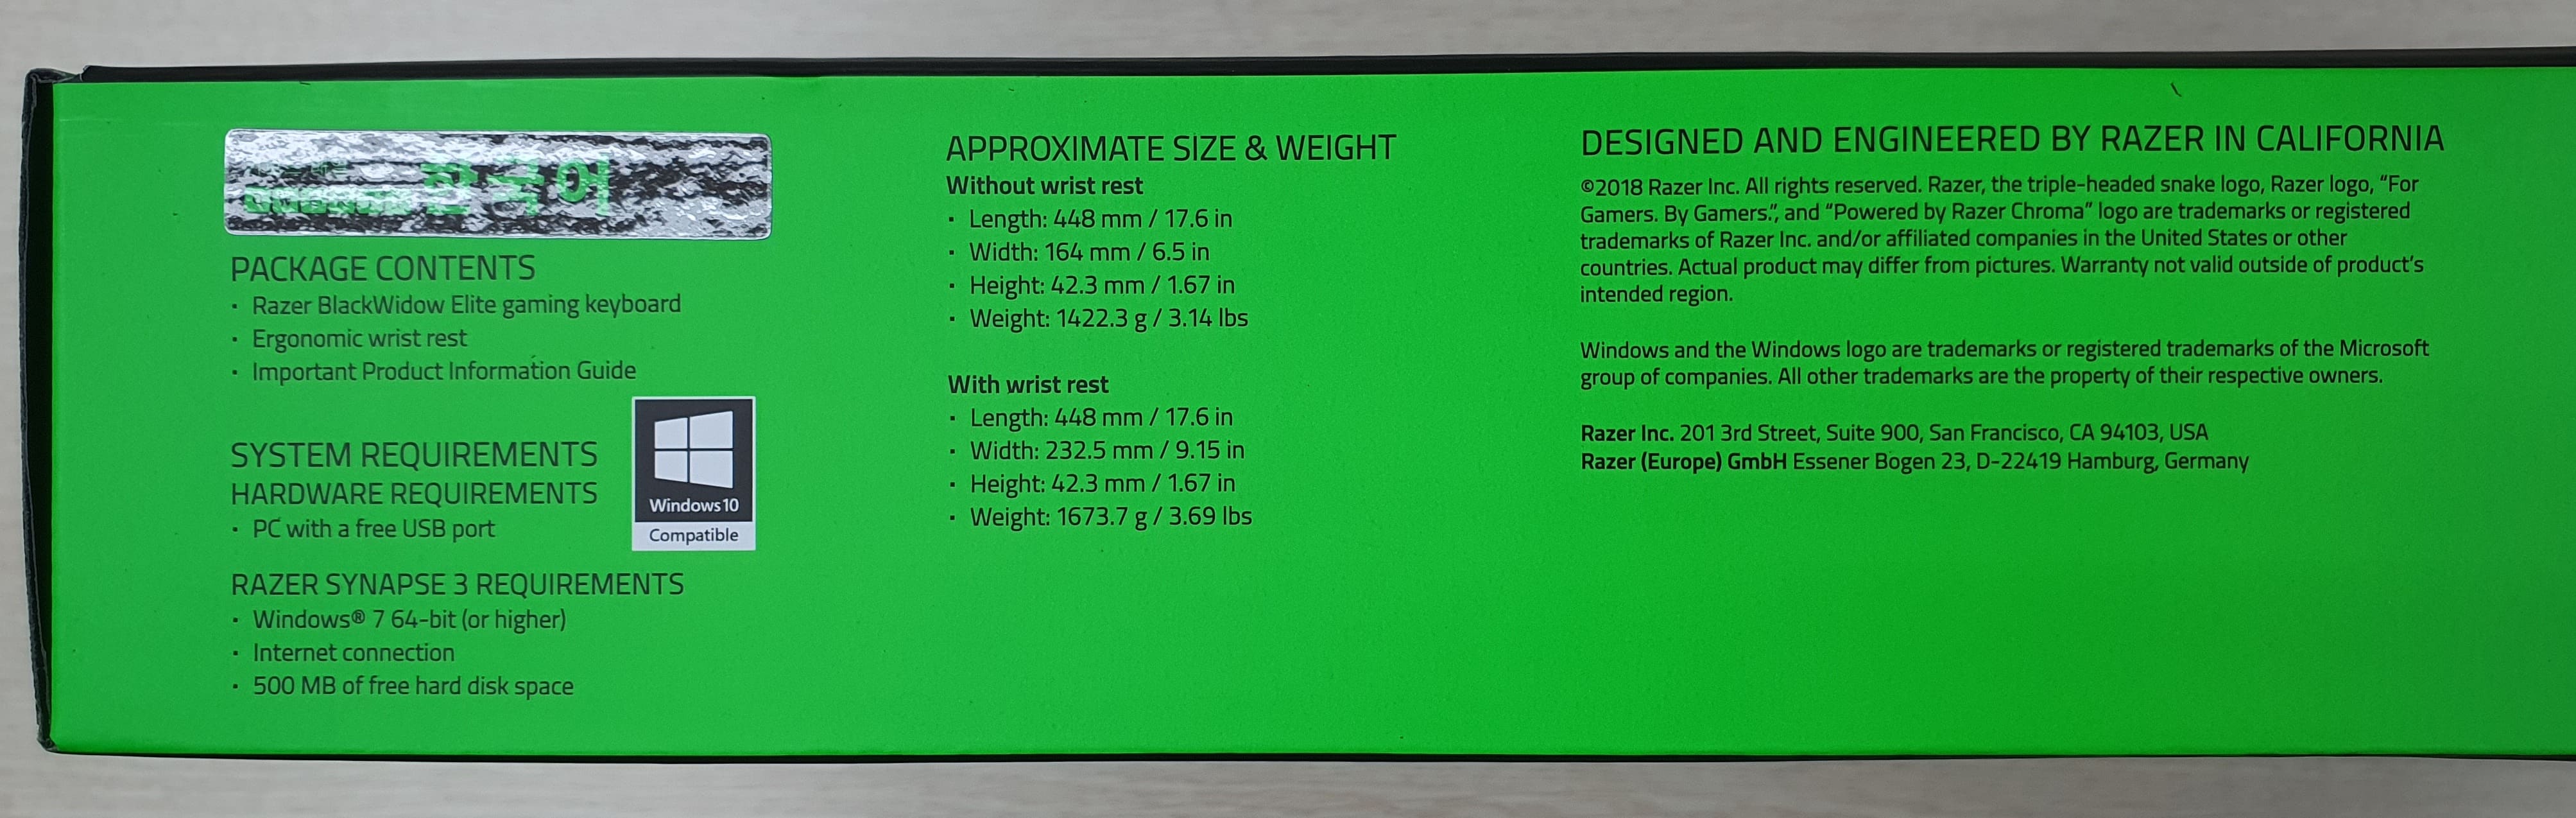 한국어
PACKAGE CONTENTS
· Razer BlackWidow Elite gaming keyboard
· Ergonomic wrist rest
· Important Product Information Guide
SYSTEM REQUIREMENTS
HARDWARE REQUIREMENTS
· PC with a free USB port
Windows 10
Compatible
RAZER SYNAPSE 3 REQUIREMENTS
· Windows® 7 64-bit (or higher)
· Internet connection
· 500 MB of free hard disk space
APPROXIMATE SIZE & WEIGHT
Without wrist rest
· Length: 448 mm / 17.6 in
· Width: 164 mm / 6.5 in
· Height: 42.3 mm / 1.67 in
· Weight: 1422.3 g / 3.14 lbs
With wrist rest
· Length: 448 mm / 17.6 in
· Width: 232.5 mm / 9.15 in
· Height: 42.3 mm / 1.67 in
· Weight: 1673.7 g / 3.69 lbs
DESIGNED AND ENGINEERED BY RAZER IN CALIFORNIA
©2018 Razer Inc. All rights reserved. Razer, the triple-headed snake logo, Razer logo, “For
Gamers. By Gamers.”, and “Powered by Razer Chroma” logo are trademarks or registered
trademarks of Razer Inc. and/or affiliated companies in the United States or other
countries. Actual product may differ from pictures. Warranty not valid outside of product’s
intended region.
Windows and the Windows logo are trademarks or registered trademarks of the Microsoft
group of companies. All other trademarks are the property of their respective owners.
Razer Inc. 201 3rd Street, Suite 900, San Francisco, CA 94103, USA
Razer (Europe) GmbH Essener Bogen 23, D-22419 Hamburg, Germany